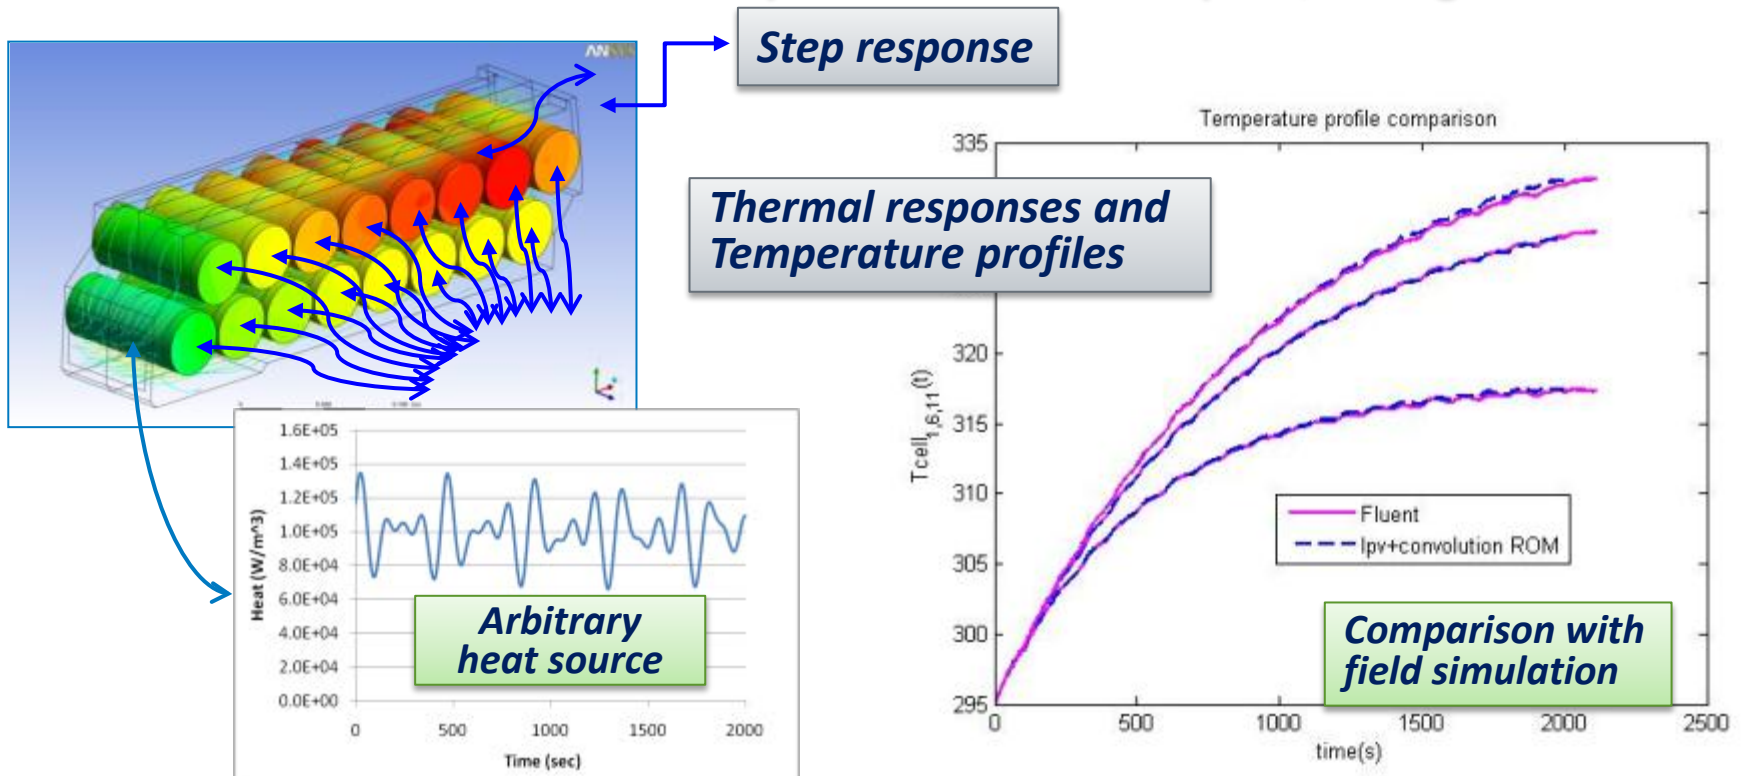 Step response
Thermal responses and
Temperature profiles
Temperature profile comparison
335
320
315
310
305
300
295
0
500
1000
1500
2000
2500
time(s)
Tcell1,6,11(t)
Fluent
lpv+convolution ROM
Comparison with
field simulation
1.6E+05
1.4E+05
1.2E+05
1.0E+05
8.0E+04
6.0E+04
4.0E+04
2.0E+04
0.0E+00
0
500
1000
1500
2000
Time (sec)
Heat (W/m^3)
Arbitrary
heat source